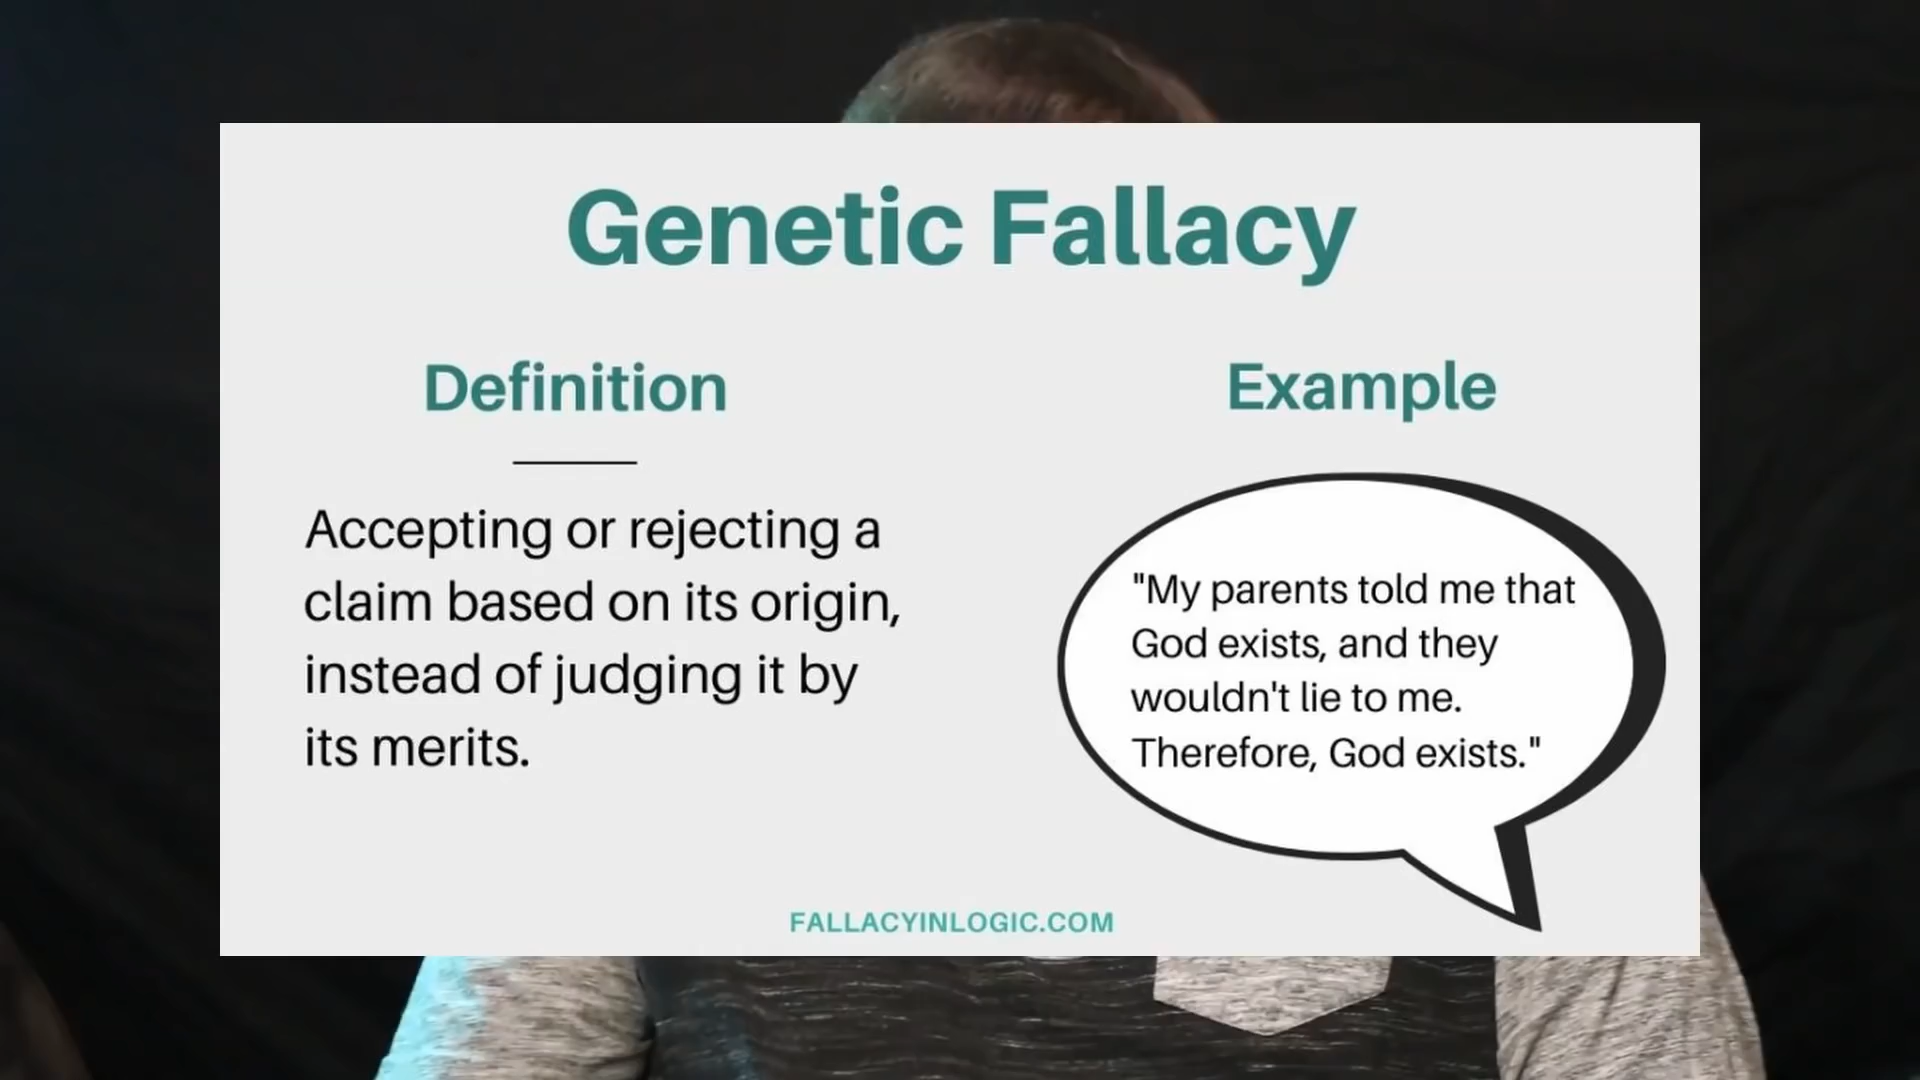 Genetic Fallacy
Definition
Accepting or rejecting a
claim based on its origin,
instead of judging it by
its merits.
Example
"My parents told me that
God exists, and they
wouldn't lie to me.
Therefore, God exists."
FALLACYINLOGIC.COM